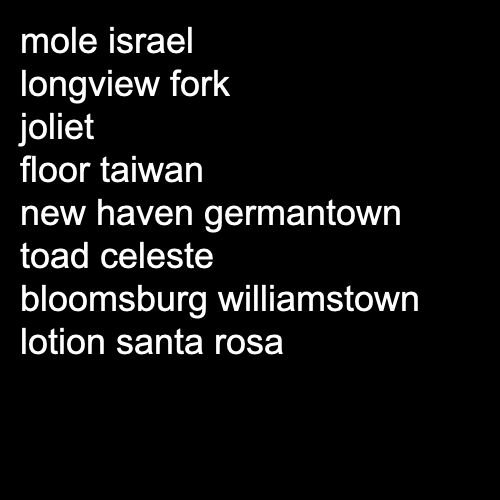 mole israel
longview fork
joliet
floor taiwan
new haven germantown
toad celeste
bloomsburg williamstown
lotion santa rosa